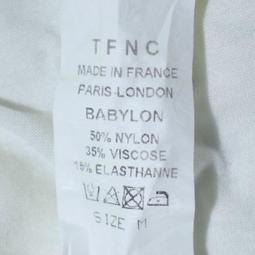 TFNC
MADE IN FRANCE
PARIS-LONDON
BABYLON
50% NYLON
35% VISCOSE
15% ELASTHANNE
SIZE M